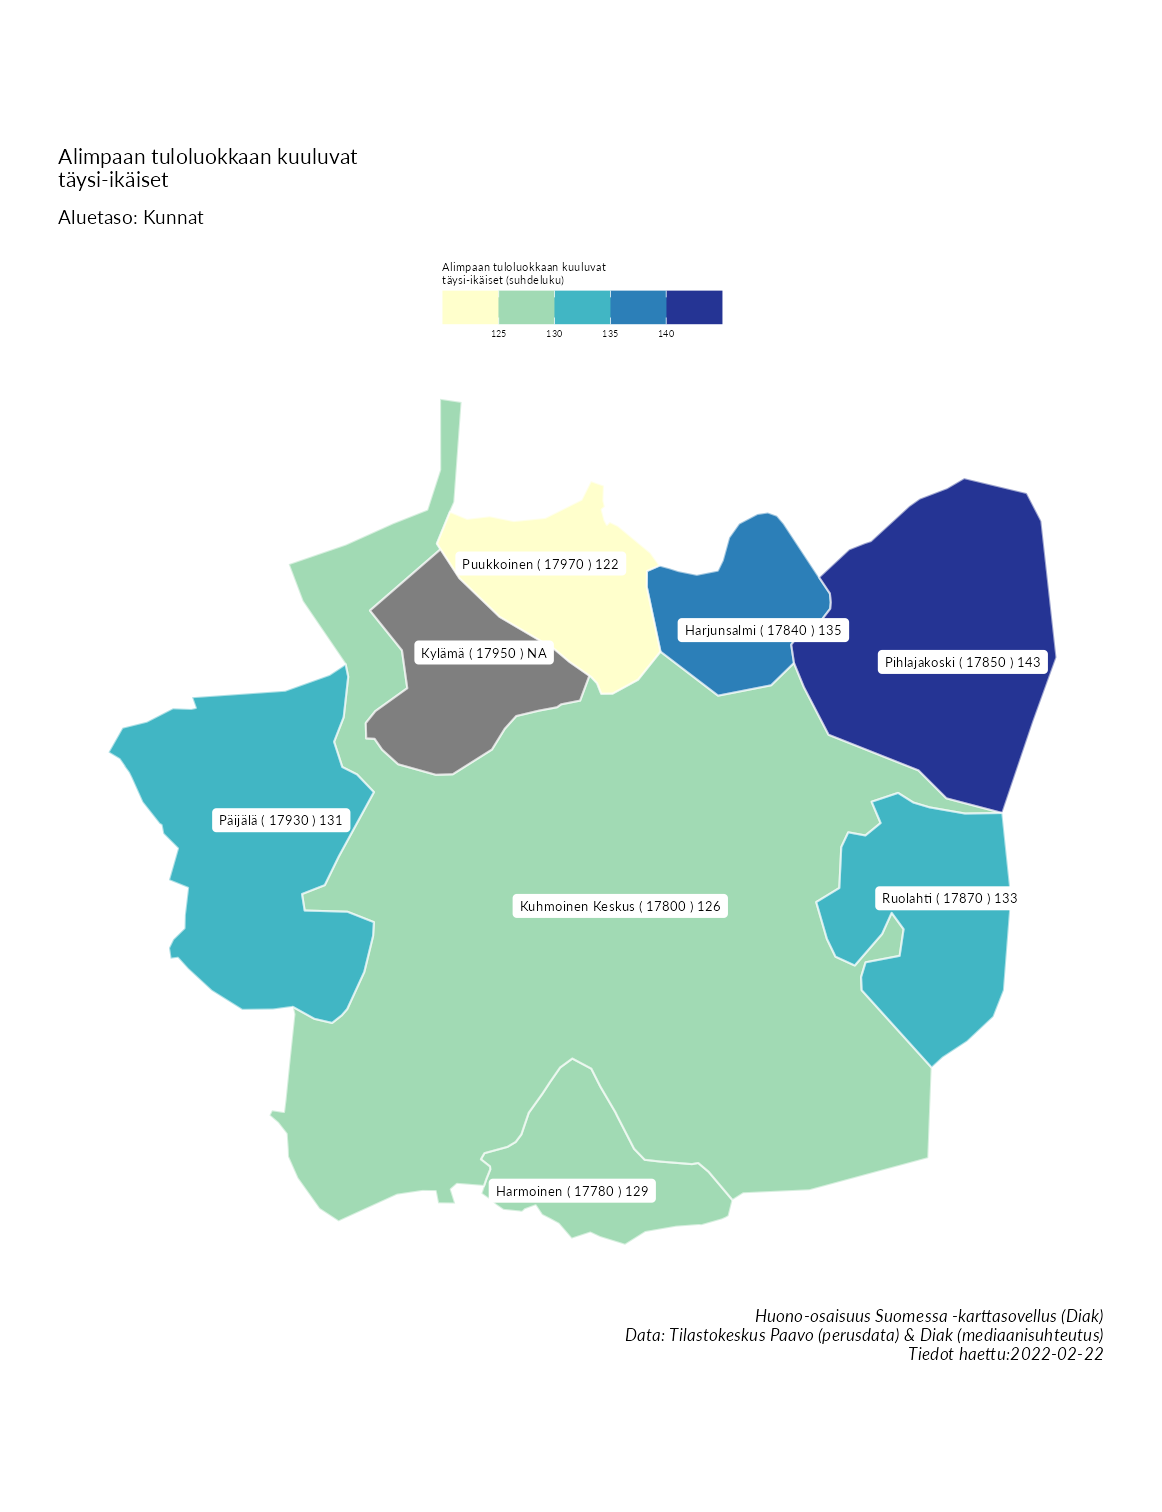 Alimpaan tuloluokkaan kuuluvat
täysi-ikäiset
Aluetaso: Kunnat
Alimpaan tuloluokkaan kuuluvat
täysi-ikäiset (suhdeluku)
125 130 135 140
Puukkoinen ( 17970 ) 122
Harjunsalmi ( 17840 ) 135
Kylämä ( 17950 ) NA
Pihlajakoski ( 17850 ) 143
Päijälä ( 17930 ) 131
Ruolahti ( 17870 ) 133
Kuhmoinen Keskus ( 17800 ) 126
Harmoinen ( 17780 ) 129
Huono-osaisuus Suomessa -karttasovellus (Diak)
Data: Tilastokeskus Paavo (perusdata) & Diak (mediaanisuhteutus)
Tiedot haettu:2022-02-22